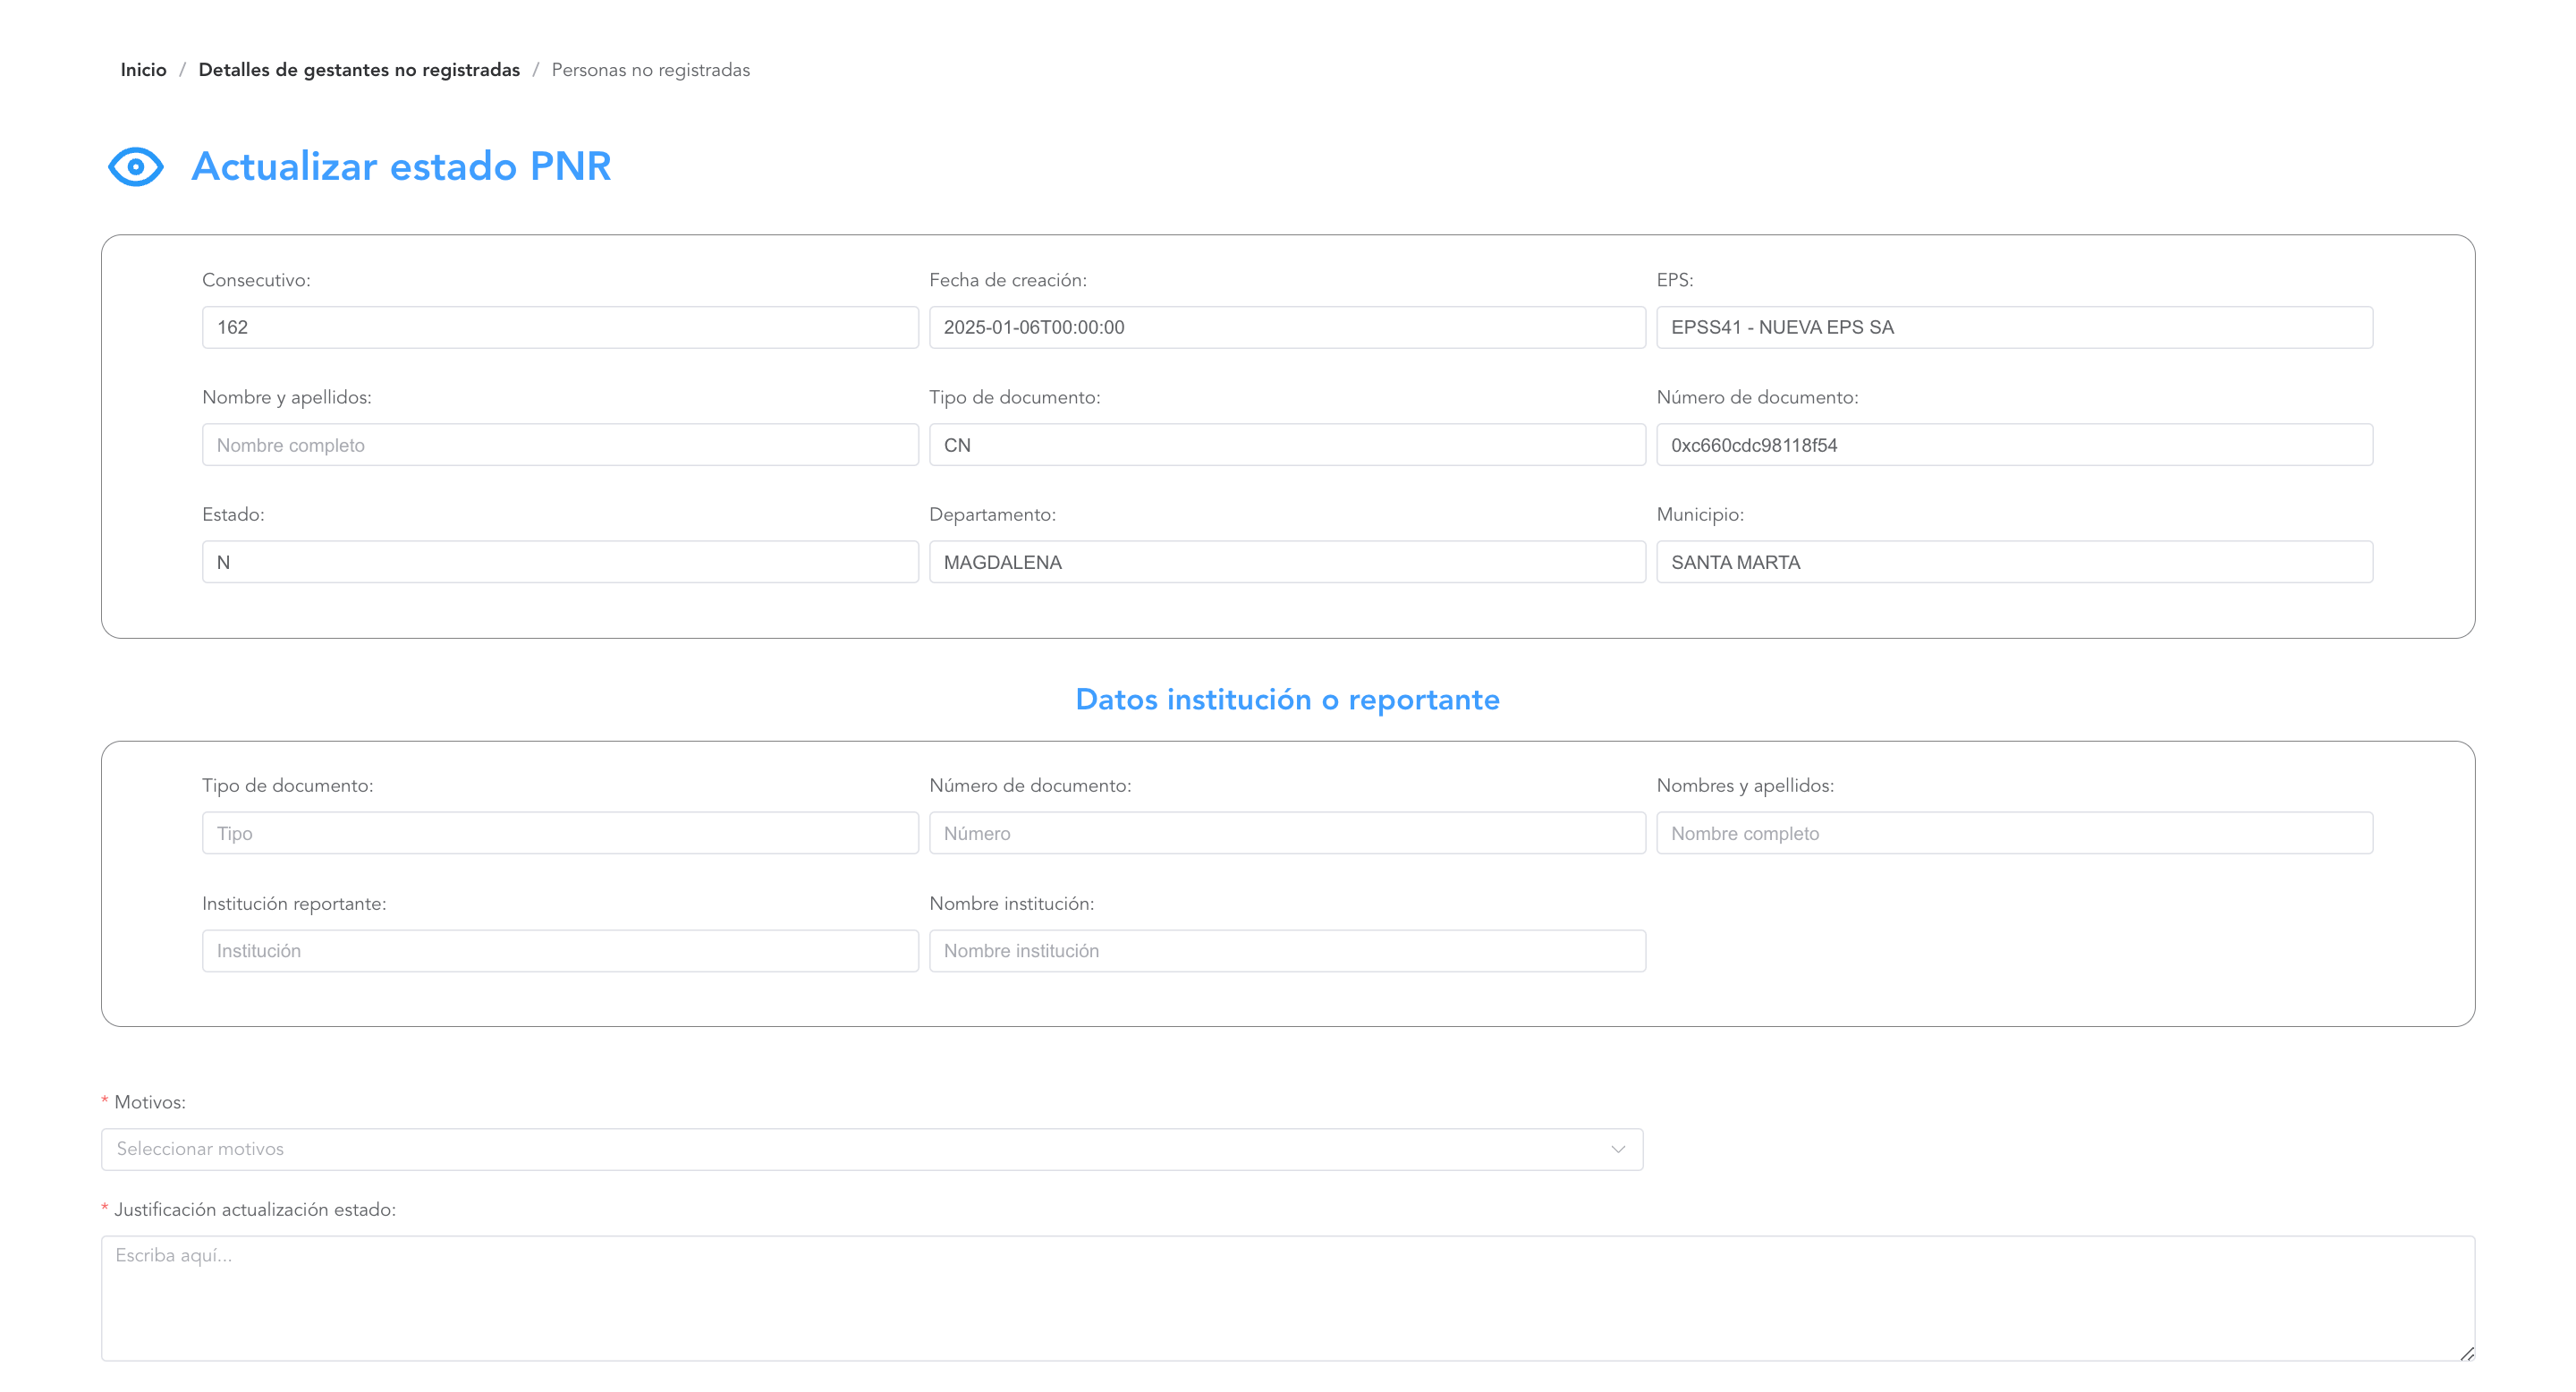 Inicio / Detalles de gestantes no registradas / Personas no registradas
Actualizar estado PNR
Consecutivo: Fecha de creación: EPS:
162 2025-01-06T00:00:00 EPSS41 - NUEVA EPS SA
Nombre y apellidos: Tipo de documento: Número de documento:
Nombre completo CN 0xc660cdc98118f54
Estado: Departamento: Municipio:
N MAGDALENA SANTA MARTA
Datos institución o reportante
Tipo de documento: Número de documento: Nombres y apellidos:
Tipo Número Nombre completo
Institución reportante: Nombre institución:
Institución Nombre institución
* Motivos:
Seleccionar motivos
* Justificación actualización estado:
Escriba aquí...